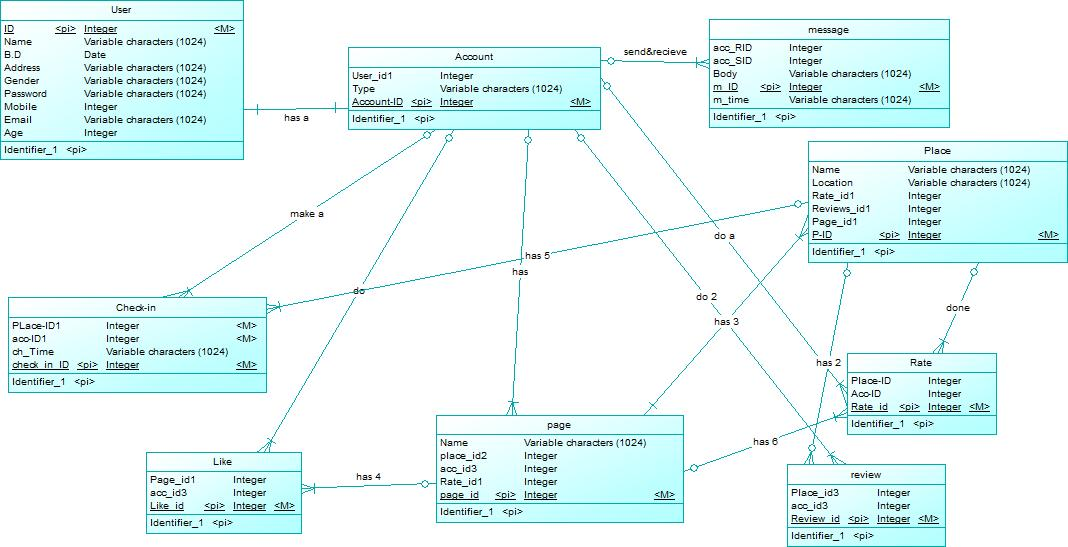 User
ID <pi> Integer <M>
Name Variable characters (1024)
B.D Date
Address Variable characters (1024)
Gender Variable characters (1024)
Password Variable characters (1024)
Mobile Integer
Email Variable characters (1024)
Age Integer
Identifier_1 <pi>
has a
Account
User_id1 Integer
Type Variable characters (1024)
Account-ID <pi> Integer <M>
Identifier_1 <pi>
send&recieve
message
acc_RID Integer
acc_SID Integer
Body Variable characters (1024)
m_ID <pi> Integer <M>
m_time Variable characters (1024)
Identifier_1 <pi>
Place
Name Variable characters (1024)
Location Variable characters (1024)
Rate_id1 Integer
Reviews_id1 Integer
Page_id1 Integer
P-ID <pi> Integer <M>
Identifier_1 <pi>
make a
do a
has 5
has
do
do 2
done
has 3
has 2
Check-in
PLace-ID1 Integer <M>
acc-ID1 Integer <M>
ch_Time Variable characters (1024)
check_in_ID <pi> Integer <M>
Identifier_1 <pi>
Rate
Place-ID Integer
Acc-ID Integer
Rate_id <pi> Integer <M>
Identifier_1 <pi>
page
Name Variable characters (1024)
place_id2 Integer
acc_id3 Integer
Rate_id1 Integer
page_id <pi> Integer <M>
Identifier_1 <pi>
has 6
has 4
Like
Page_id1 Integer
acc_id3 Integer
Like_id <pi> Integer <M>
Identifier_1 <pi>
review
Place_id3 Integer
acc_id3 Integer
Review_id <pi> Integer <M>
Identifier_1 <pi>